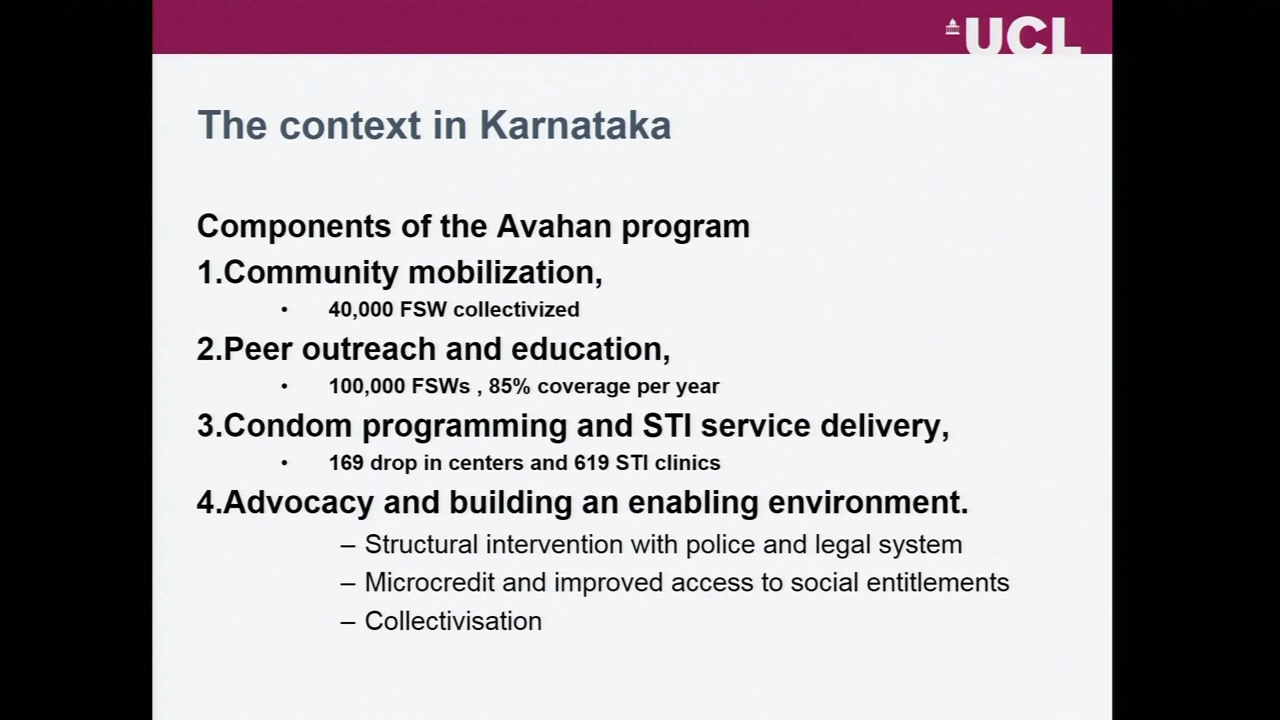 UCL
The context in Karnataka
Components of the Avahan program
1.Community mobilization,
• 40,000 FSW collectivized
2.Peer outreach and education,
• 100,000 FSWs , 85% coverage per year
3.Condom programming and STI service delivery,
• 169 drop in centers and 619 STI clinics
4.Advocacy and building an enabling environment.
– Structural intervention with police and legal system
– Microcredit and improved access to social entitlements
– Collectivisation